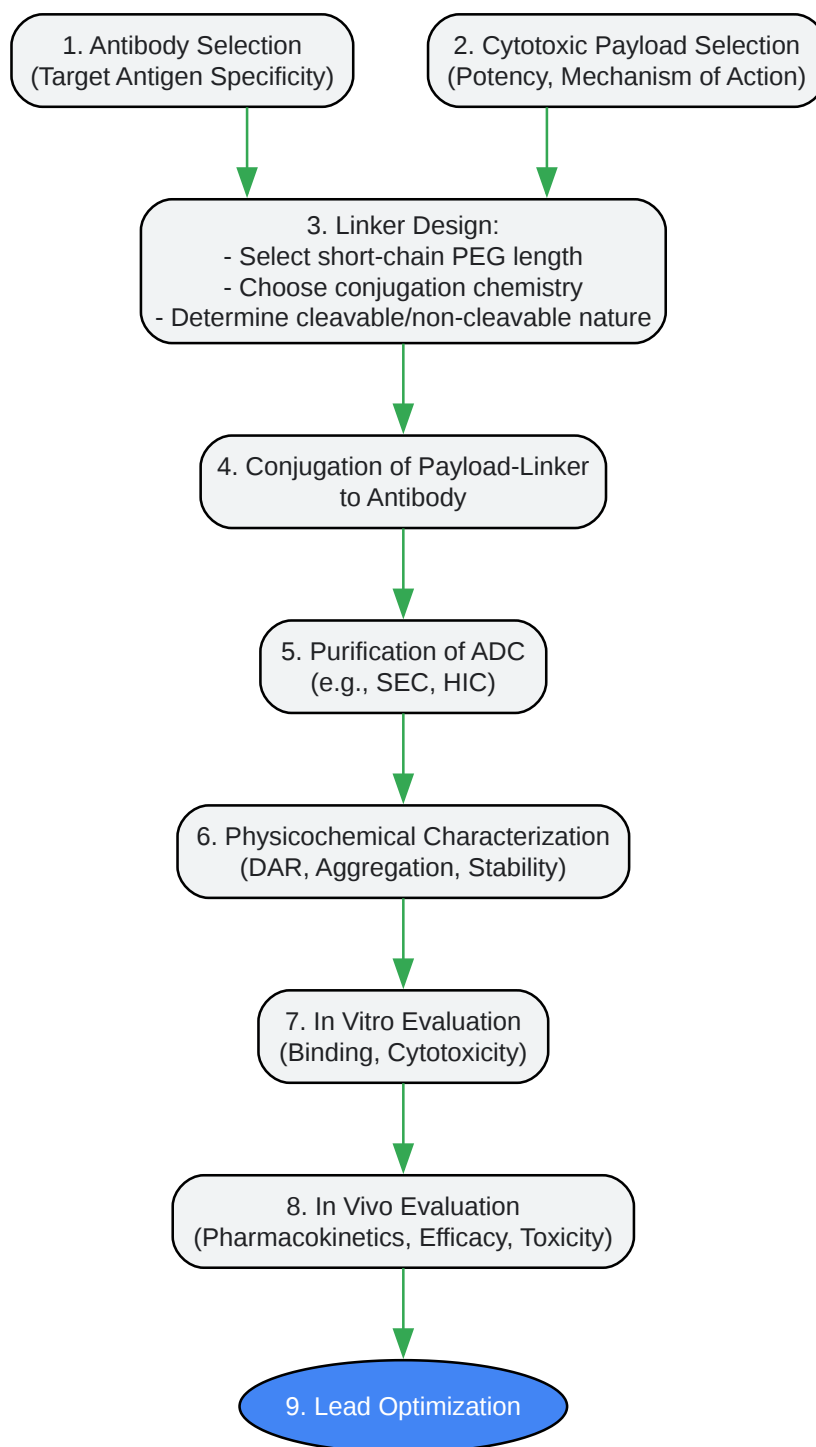 1. Antibody Selection
(Target Antigen Specificity)
2. Cytotoxic Payload Selection
(Potency, Mechanism of Action)
3. Linker Design:
- Select short-chain PEG length
- Choose conjugation chemistry
- Determine cleavable/non-cleavable nature
4. Conjugation of Payload-Linker
to Antibody
5. Purification of ADC
(e.g., SEC, HIC)
6. Physicochemical Characterization
(DAR, Aggregation, Stability)
7. In Vitro Evaluation
(Binding, Cytotoxicity)
8. In Vivo Evaluation
(Pharmacokinetics, Efficacy, Toxicity)
9. Lead Optimization